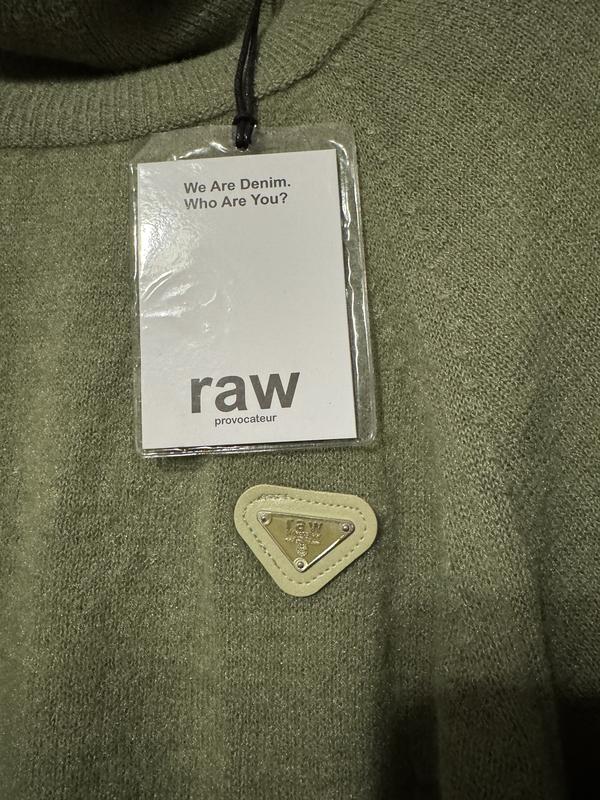 We Are Denim.
Who Are You?
raw
provocateur
raw